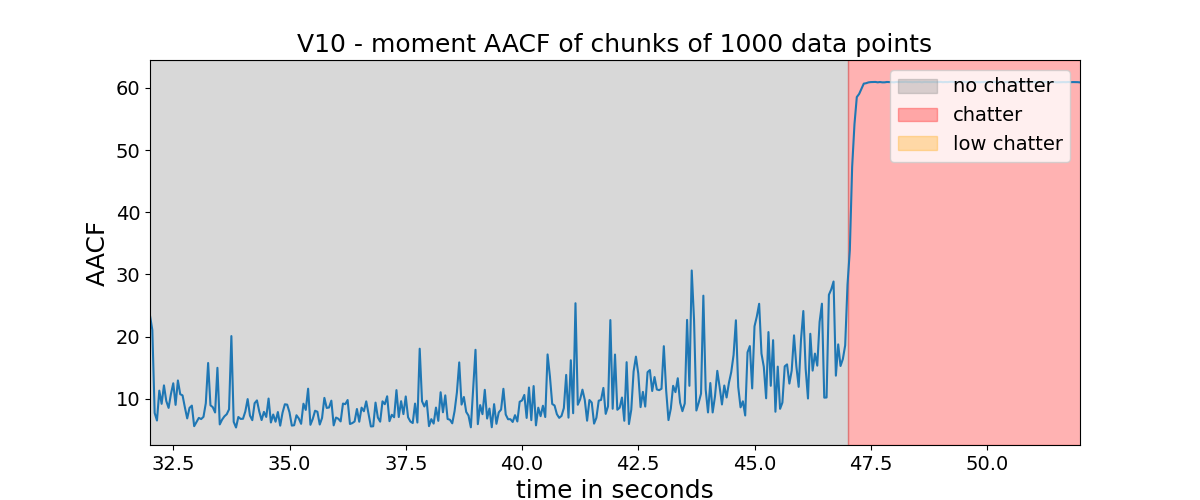 V10 - moment AACF of chunks of 1000 data points
AACF
60
50
40
30
20
10
no chatter
chatter
low chatter
32.5 35.0 37.5 40.0 42.5 45.0 47.5 50.0
time in seconds